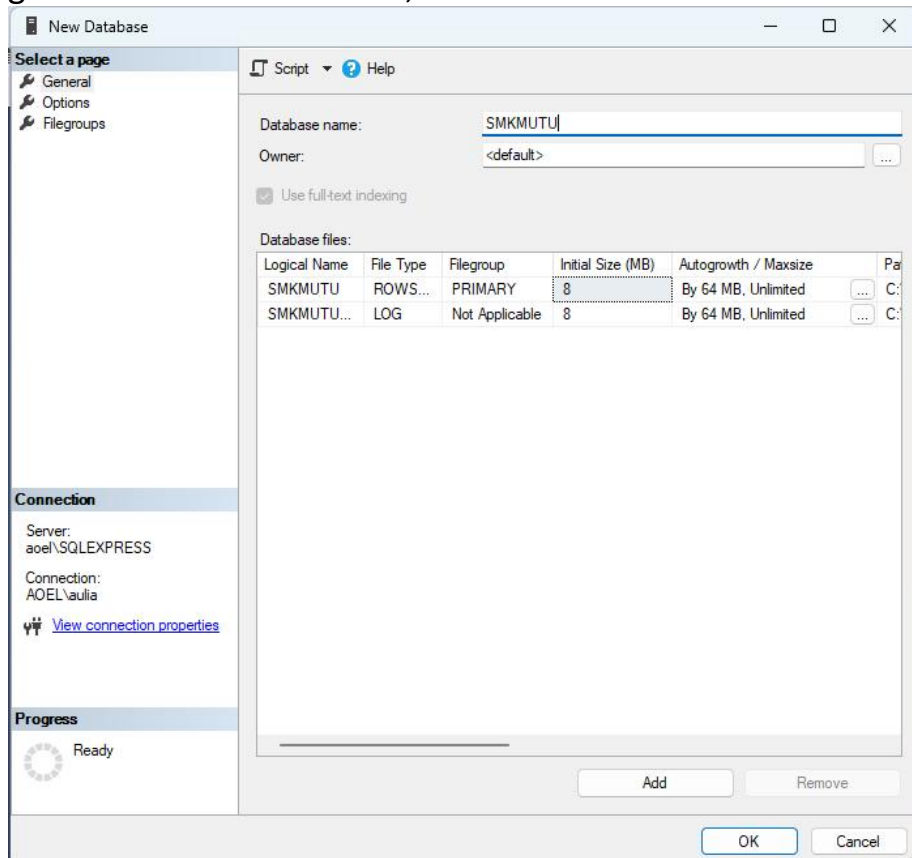 New Database
Select a page
General
Options
Filegroups
Script Help
Database name: SMKMUTU
Owner: <default> ...
Use full-text indexing
Database files:
Logical Name File Type Filegroup Initial Size (MB) Autogrowth / Maxsize
SMKMUTU ROWS... PRIMARY 8 By 64 MB, Unlimited ... C:
SMKMUTU... LOG Not Applicable 8 By 64 MB, Unlimited ... C:
Connection
Server:
aoel\SQLEXPRESS
Connection:
AOEL\aulia
View connection properties
Progress
Ready
Add Remove
OK Cancel